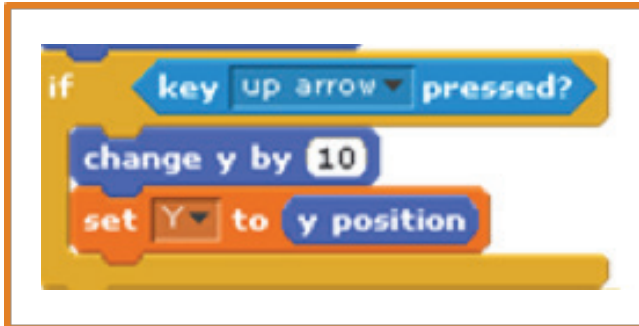 if key up arrow pressed?
change y by 10
set Y to y position